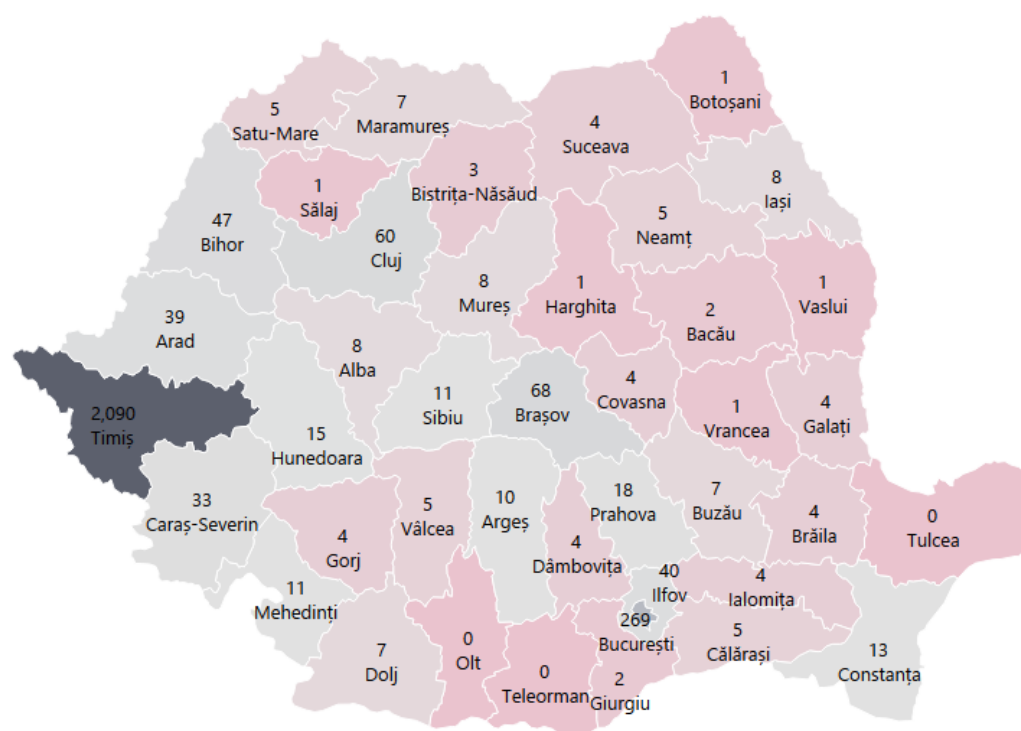 1
Botoșani
5
Satu-Mare
7
Maramureș
4
Suceava
1
Sălaj
3
Bistrița-Năsăud
8
Iași
47
Bihor
60
Cluj
5
Neamț
8
Mureș
1
Harghita
2
Bacău
1
Vaslui
39
Arad
8
Alba
11
Sibiu
68
Brașov
4
Covasna
1
Vrancea
4
Galați
2,090
Timiș
15
Hunedoara
33
Caraș-Severin
5
Vâlcea
10
Argeș
18
Prahova
7
Buzău
4
Brăila
0
Tulcea
4
Gorj
4
Dâmbovița
40
Ilfov
4
Ialomița
11
Mehedinți
269
București
5
Călărași
7
Dolj
0
Olt
0
Teleorman
2
Giurgiu
13
Constanța